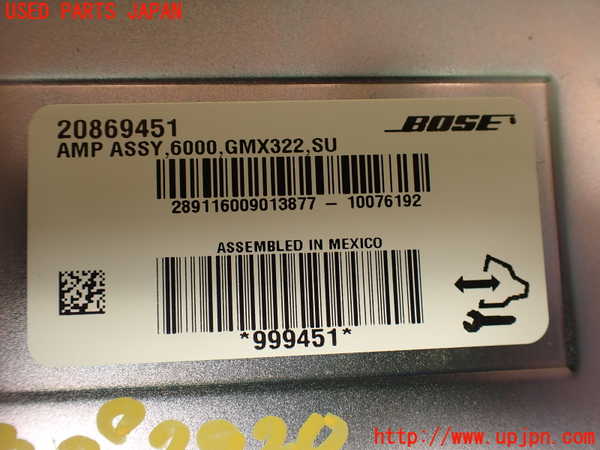 USED PARTS JAPAN
20869451
BOSE
AMP ASSY,6000,GMX322,SU
289116009013877 - 10076192
ASSEMBLED IN MEXICO
*999451*
http://www.upjpn.com/